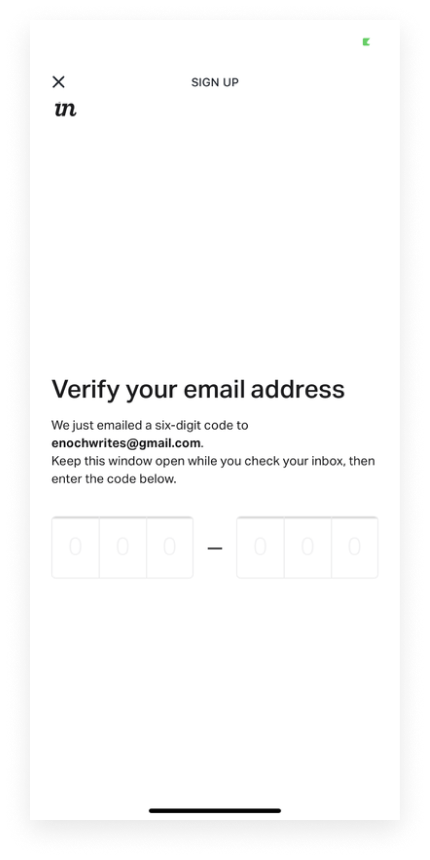 SIGN UP
in
Verify your email address
We just emailed a six-digit code to
enochwrites@gmail.com.
Keep this window open while you check your inbox, then
enter the code below.
0 0 0 – 0 0 0